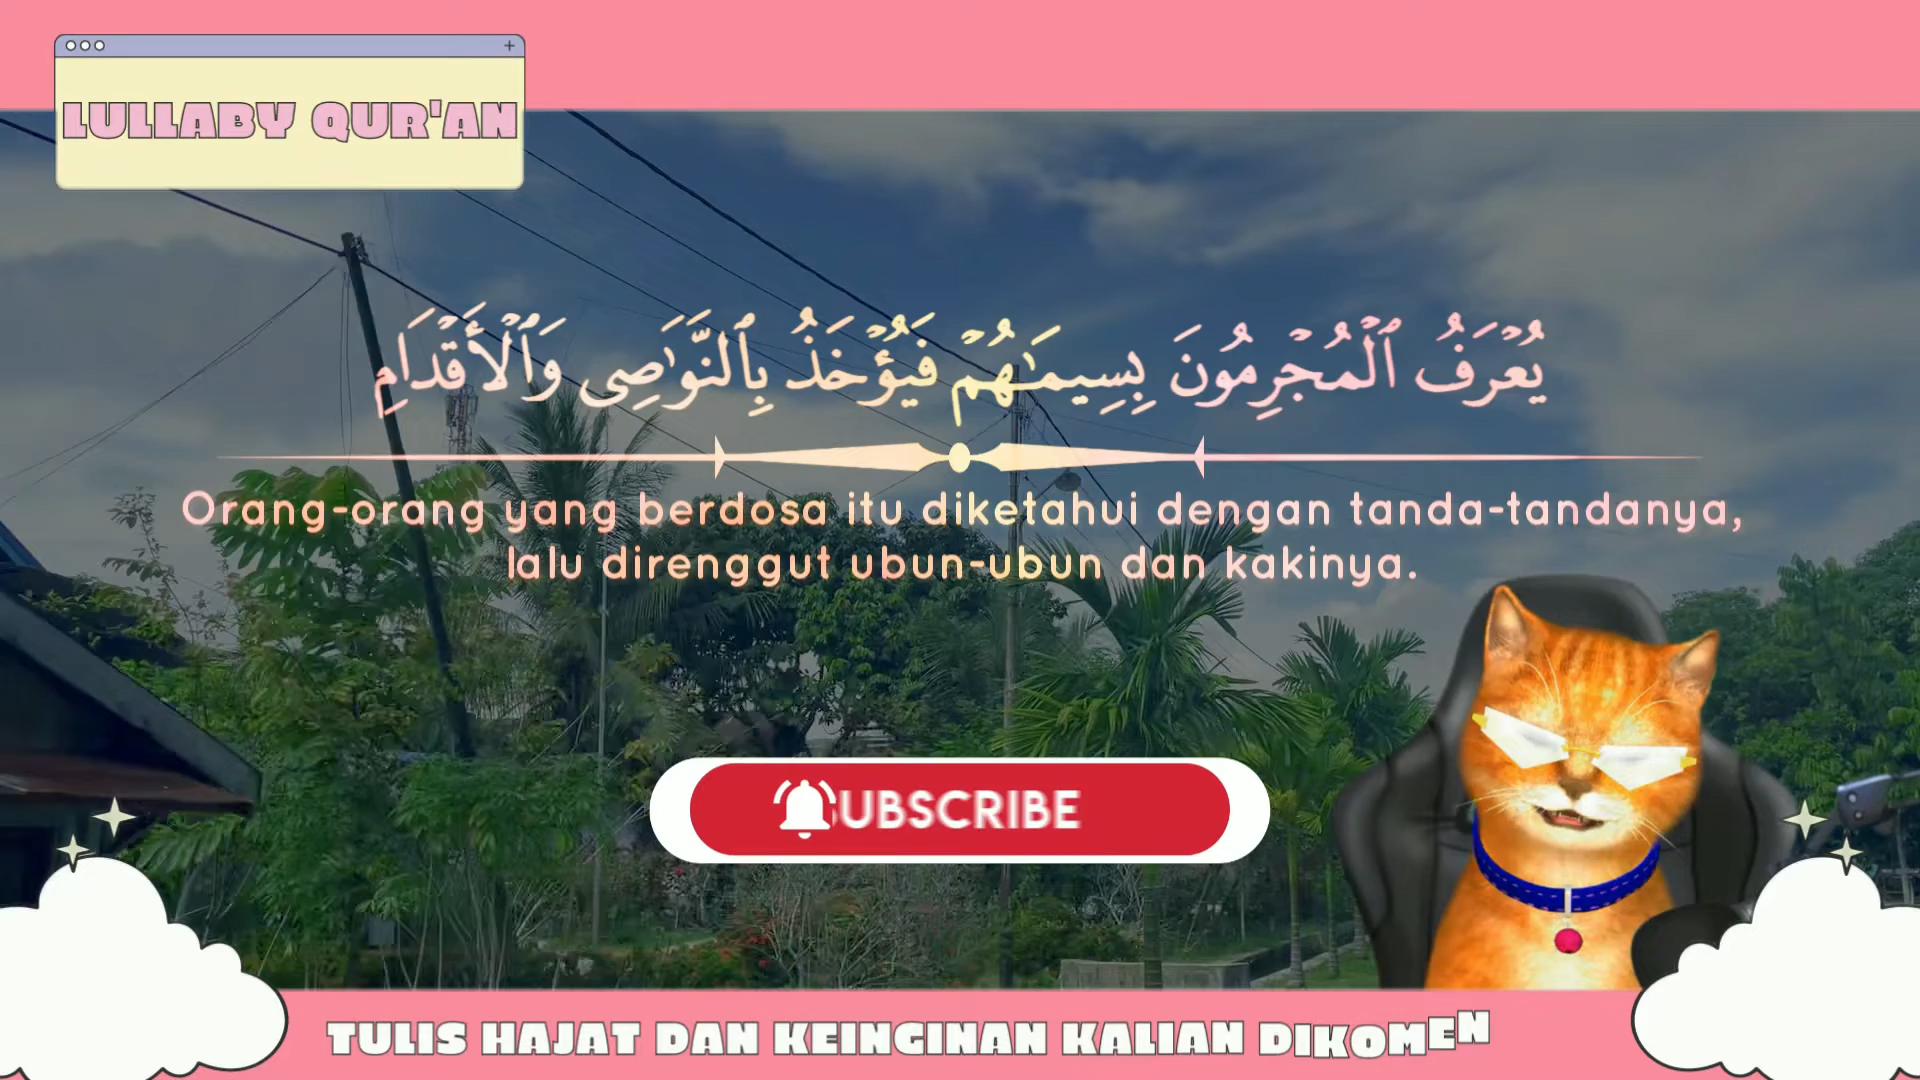 LULLABY QUR'AN
يُعْرَفُ ٱلْمُجْرِمُونَ بِسِيمَـٰهُمْ فَيُؤْخَذُ بِٱلنَّوَٰصِى وَٱلْأَقْدَامِ
Orang-orang yang berdosa itu diketahui dengan tanda-tandanya,
lalu direnggut ubun-ubun dan kakinya.
UBSCRIBE
TULIS HAJAT DAN KEINGINAN KALIAN DIKOMEN